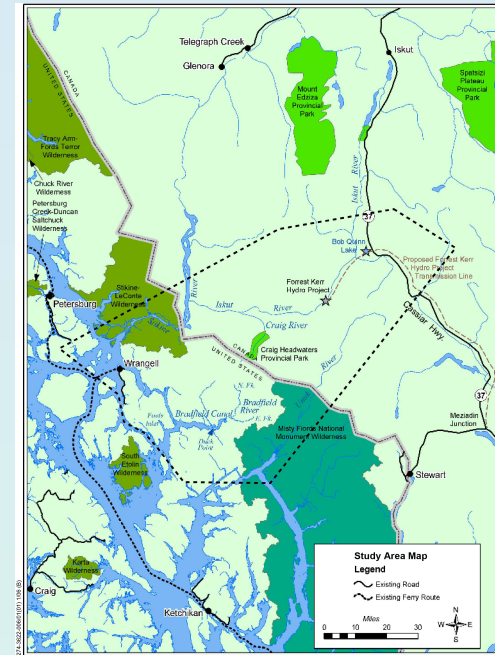 Telegraph Creek
Glenora
Iskut
Mount
Edziza
Provincial
Park
Spatsizi
Plateau
Provincial
Park
CANADA
UNITED STATES
Tracy Arm-
Fords Terror
Wilderness
Chuck River
Wilderness
Petersburg
Creek-Duncan
Saltchuck
Wilderness
Iskut River
37
Bob Quinn
Lake
Proposed Forrest Kerr
Hydro Project
Transmission Line
Forrest Kerr
Hydro Project
Stikine-
LeConte
Wilderness
River
Stikine
Petersburg
Iskut River
Craig River
Cassiar Hwy.
CANADA
UNITED STATES
Craig Headwaters
Provincial Park
Wrangell
Unuk River
N. Fk.
Bradfield
River
E. Fk.
Bradfield Canal
37
Meziadin
Junction
Misty Fiords National
Monument Wilderness
Duck
Point
South
Etolin
Wilderness
Stewart
Karta
Wilderness
Craig
Ketchikan
Study Area Map
Legend
Existing Road
Existing Ferry Route
Miles
0 5 10 20 30
N
W E
S